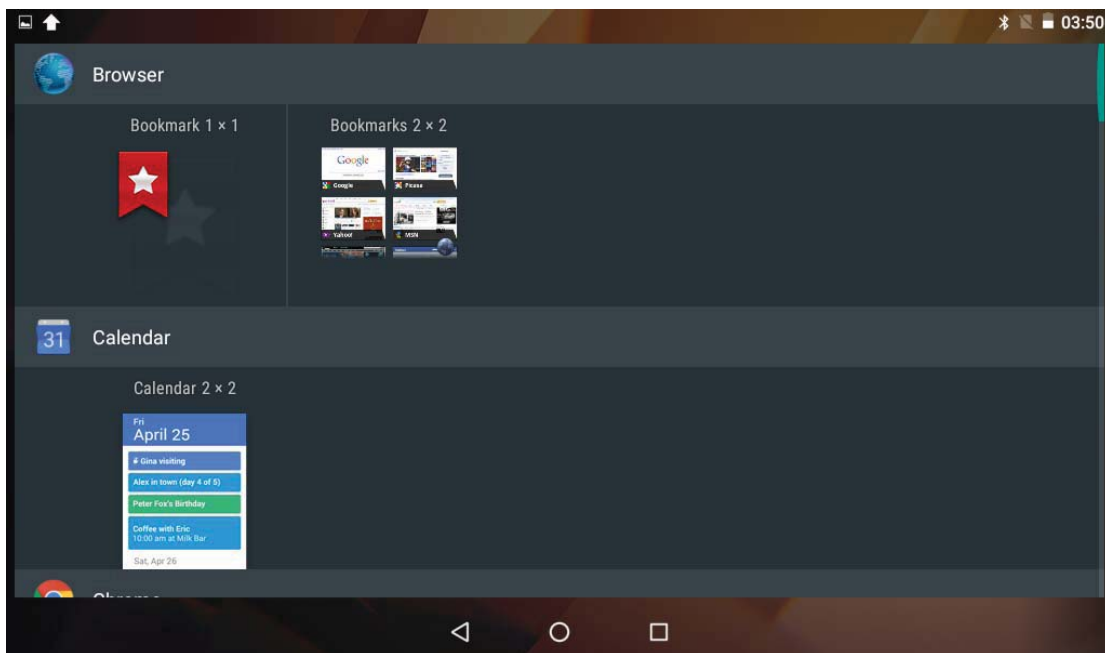 03:50
Browser
Bookmark 1 × 1
Bookmarks 2 × 2
Google
Google
Picasa
Yahoo!
MSN
31
Calendar
Calendar 2 × 2
Fri
April 25
Gina visiting
Alex in town (day 4 of 5)
Peter Fox's Birthday
Coffee with Eric
10:00 am at Milk Bar
Sat, Apr 26
Chrome